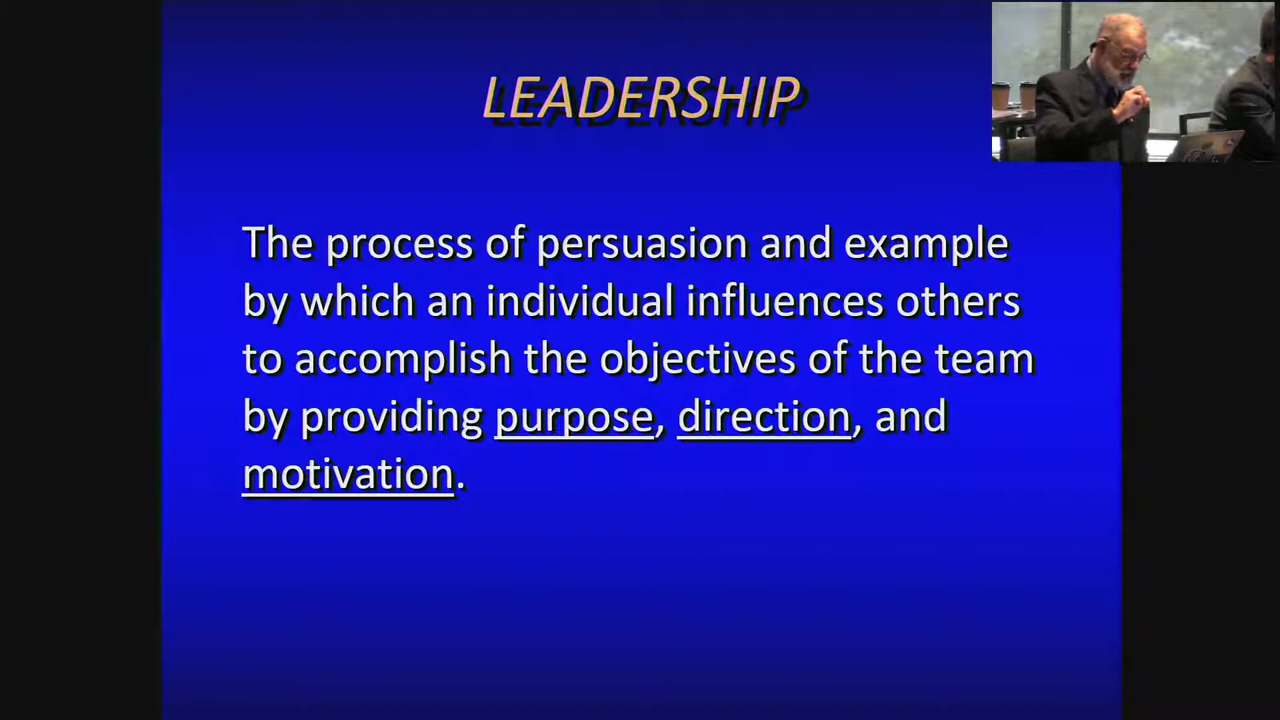 LEADERSHIP
The process of persuasion and example
by which an individual influences others
to accomplish the objectives of the team
by providing purpose, direction, and
motivation.